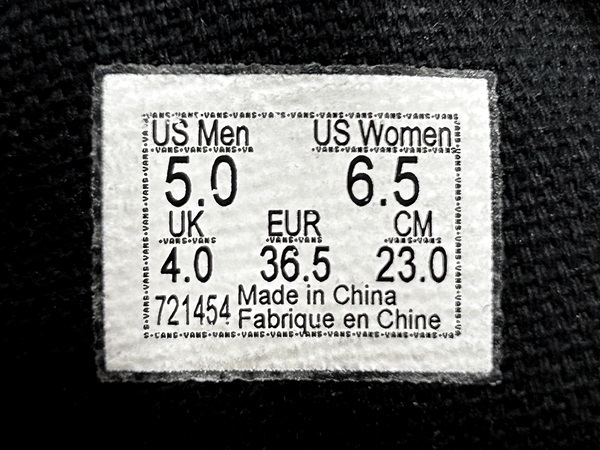 US Men US Women
5.0 6.5
UK EUR CM
4.0 36.5 23.0
721454 Made in China
Fabrique en Chine